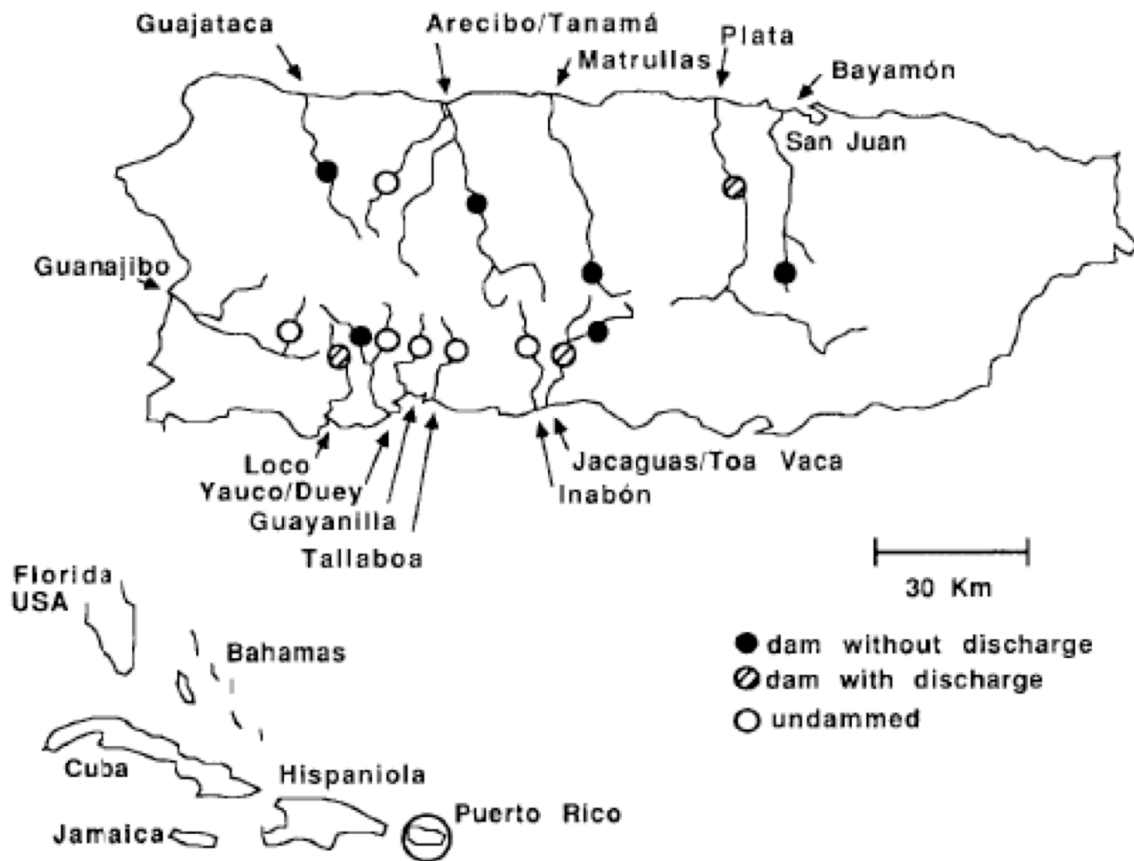 Guajataca
Arecibo/Tanamá
Matrullas
Plata
Bayamón
San Juan
Guanajibo
Loco
Yauco/Duey
Guayanilla
Tallaboa
Jacaguas/Toa Vaca
Inabón
30 Km
dam without discharge
dam with discharge
undammed
Florida
USA
Bahamas
Cuba
Hispaniola
Jamaica
Puerto Rico